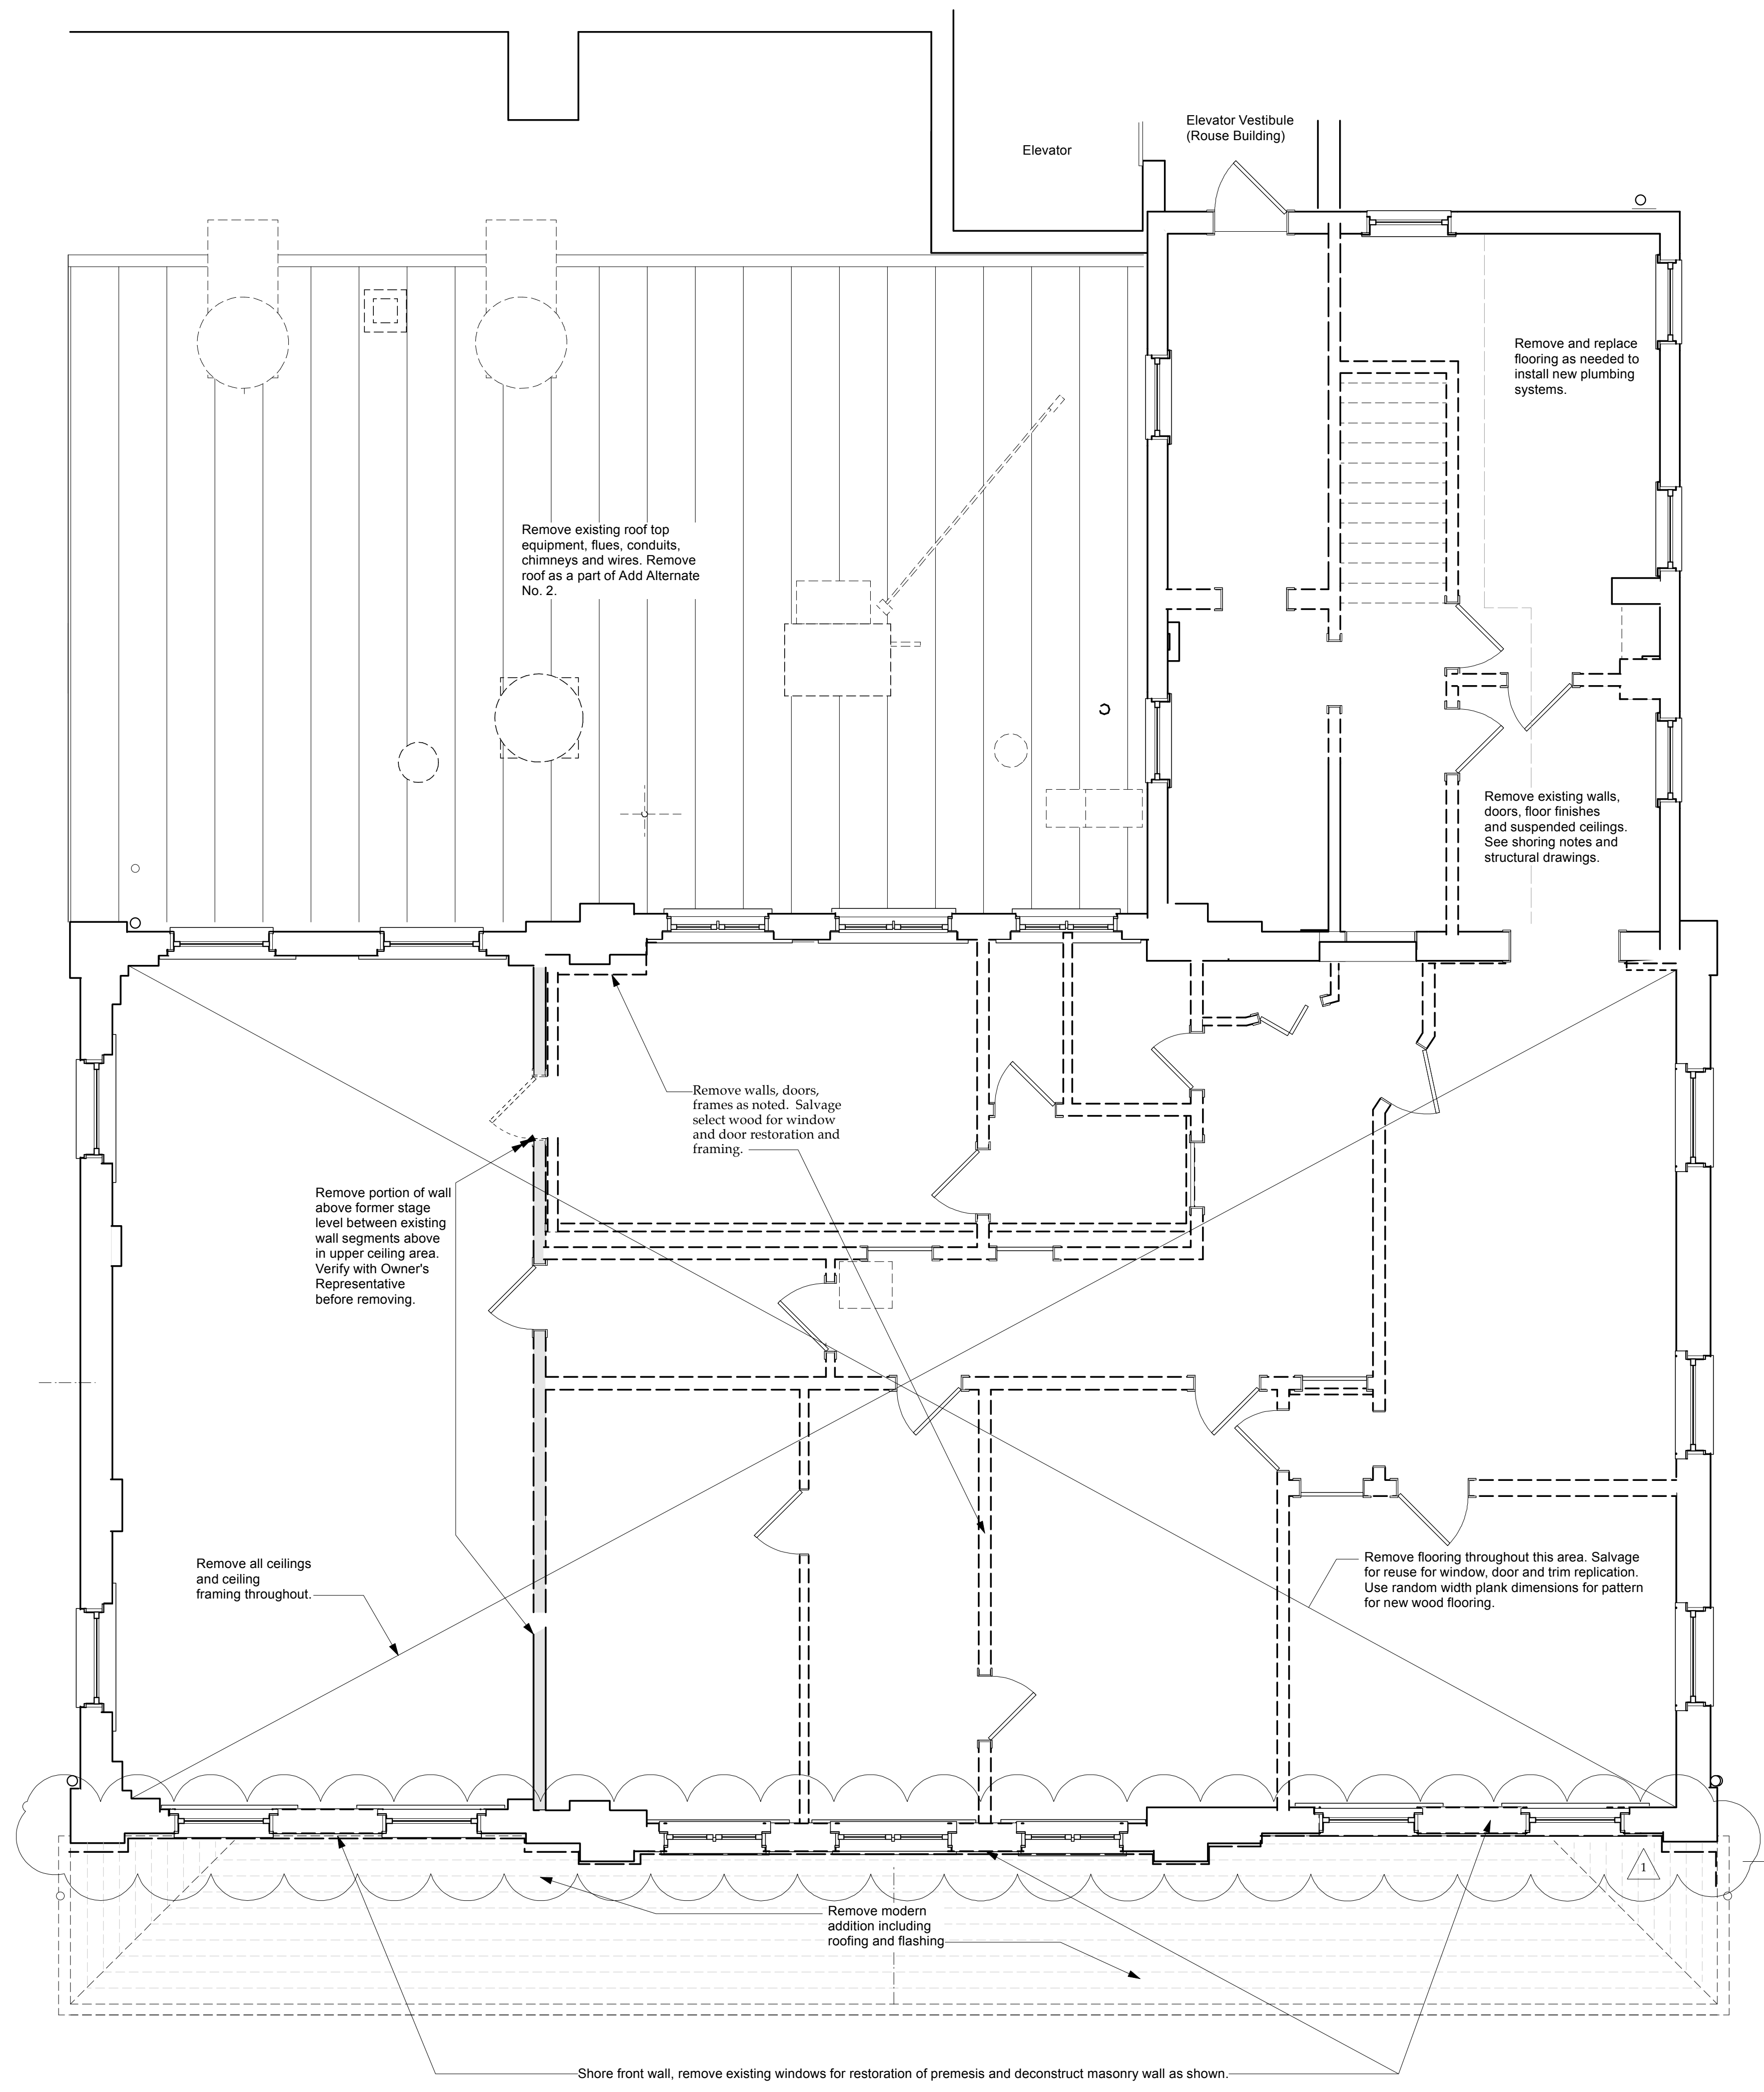 Elevator Vestibule
(Rouse Building)
Elevator
Remove and replace
flooring as needed to
install new plumbing
systems.
Remove existing roof top
equipment, flues, conduits,
chimneys and wires. Remove
roof as a part of Add Alternate
No. 2.
Remove existing walls,
doors, floor finishes
and suspended ceilings.
See shoring notes and
structural drawings.
Remove walls, doors,
frames as noted. Salvage
select wood for window
and door restoration and
framing.
Remove portion of wall
above former stage
level between existing
wall segments above
in upper ceiling area.
Verify with Owner's
Representative
before removing.
Remove all ceilings
and ceiling
framing throughout.
Remove flooring throughout this area. Salvage
for reuse for window, door and trim replication.
Use random width plank dimensions for pattern
for new wood flooring.
1
Remove modern
addition including
roofing and flashing
Shore front wall, remove existing windows for restoration of premesis and deconstruct masonry wall as shown.